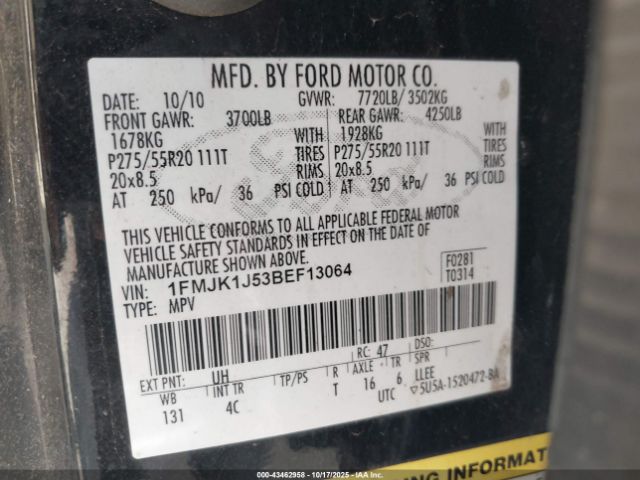 MFD. BY FORD MOTOR CO.
DATE: 10/10 GVWR: 7720LB/ 3502KG
FRONT GAWR: 3700LB REAR GAWR: 4250LB
1678KG WITH 1928KG WITH
P275/55R20 111T TIRES P275/55R20 111T TIRES
20x8.5 RIMS 20x8.5 RIMS
AT 250 kPa/ 36 PSI COLD AT 250 kPa/ 36 PSI COLD
THIS VEHICLE CONFORMS TO ALL APPLICABLE FEDERAL MOTOR
VEHICLE SAFETY STANDARDS IN EFFECT ON THE DATE OF
MANUFACTURE SHOWN ABOVE.
VIN: 1FMJK1J53BEF13064 F0281
TYPE: MPV T0314
EXT PNT: UH RC: 47 DSO:
WB INT TR TP/PS R AXLE TR SPR
131 4C T 16 6 LLEE
UTC 5U5A-1520472-BA
NING INFORMAT
000-43462958 - 10/17/2025 - COPYRIGHT IAA, LLC.